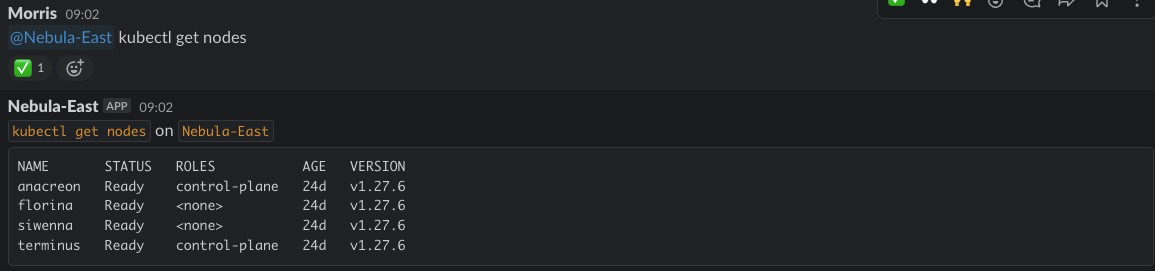 Morris 09:02
@Nebula-East kubectl get nodes
1
Nebula-East APP 09:02
kubectl get nodes on Nebula-East
NAME STATUS ROLES AGE VERSION
anacreon Ready control-plane 24d v1.27.6
florina Ready <none> 24d v1.27.6
siwenna Ready <none> 24d v1.27.6
terminus Ready control-plane 24d v1.27.6